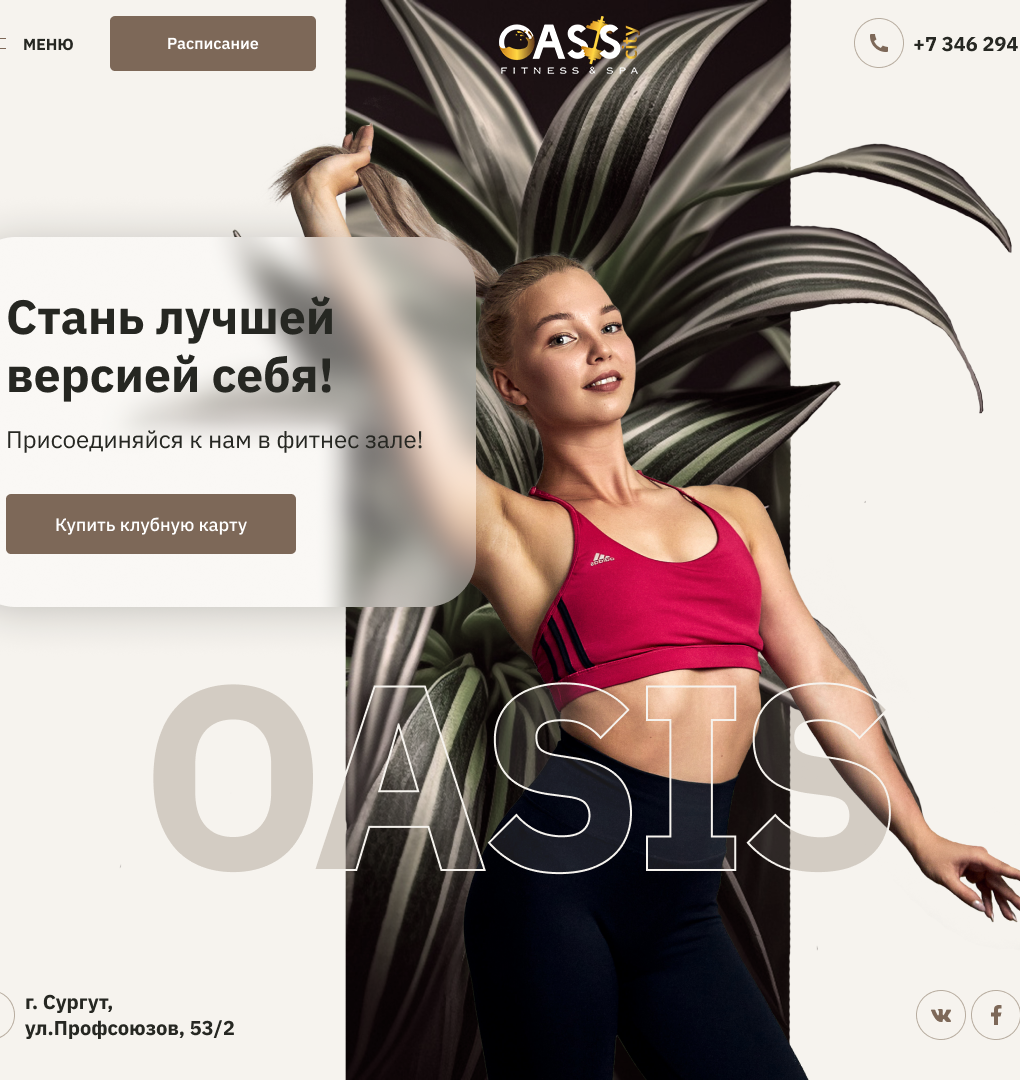 МЕНЮ
Расписание
OASIS city
FITNESS & SPA
+7 346 294
Стань лучшей
версией себя!
Присоединяйся к нам в фитнес зале!
Купить клубную карту
adidas
OASIS
г. Сургут,
ул.Профсоюзов, 53/2